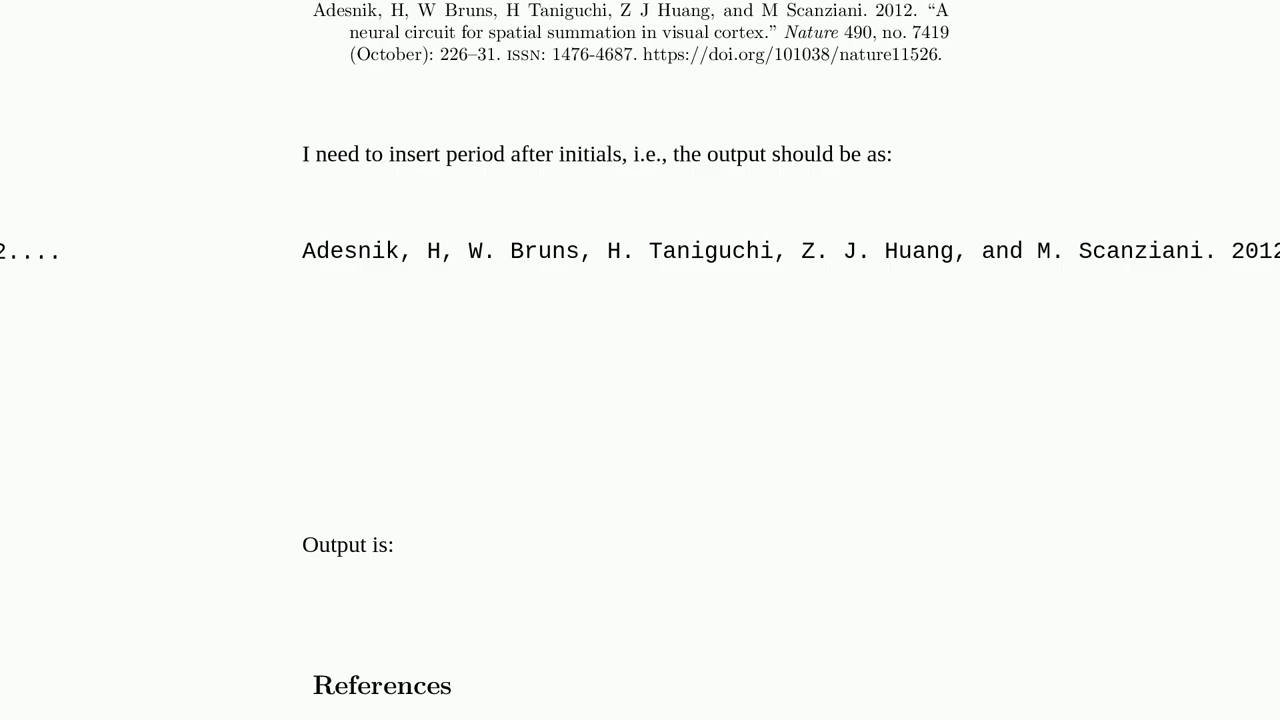 Adesnik, H, W Bruns, H Taniguchi, Z J Huang, and M Scanziani. 2012. “A
neural circuit for spatial summation in visual cortex.” Nature 490, no. 7419
(October): 226–31. ISSN: 1476-4687. https://doi.org/101038/nature11526.
I need to insert period after initials, i.e., the output should be as:
Adesnik, H, W. Bruns, H. Taniguchi, Z. J. Huang, and M. Scanziani. 2012
2....
Output is:
References